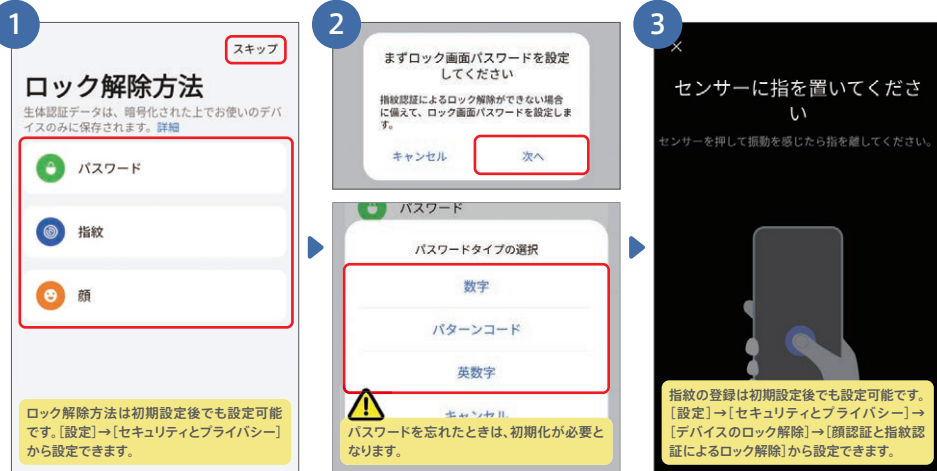 1
スキップ
ロック解除方法
生体認証データは、暗号化された上でお使いのデバ
イスのみに保存されます。詳細
パスワード
指紋
顔
ロック解除方法は初期設定後でも設定可能
です。[設定]→[セキュリティとプライバシー]
から設定できます。
2
まずロック画面パスワードを設定
してください
指紋認証によるロック解除ができない場合
に備えて、ロック画面パスワードを設定しま
す。
キャンセル
次へ
パスワード
パスワードタイプの選択
数字
パターンコード
英数字
キャンセル
パスワードを忘れたときは、初期化が必要と
なります。
3
×
センサーに指を置いてくださ
い
センサーを押して振動を感じたら指を離してください。
指紋の登録は初期設定後でも設定可能です。
[設定]→[セキュリティとプライバシー]→
[デバイスのロック解除]→[顔認証と指紋認
証によるロック解除]から設定できます。